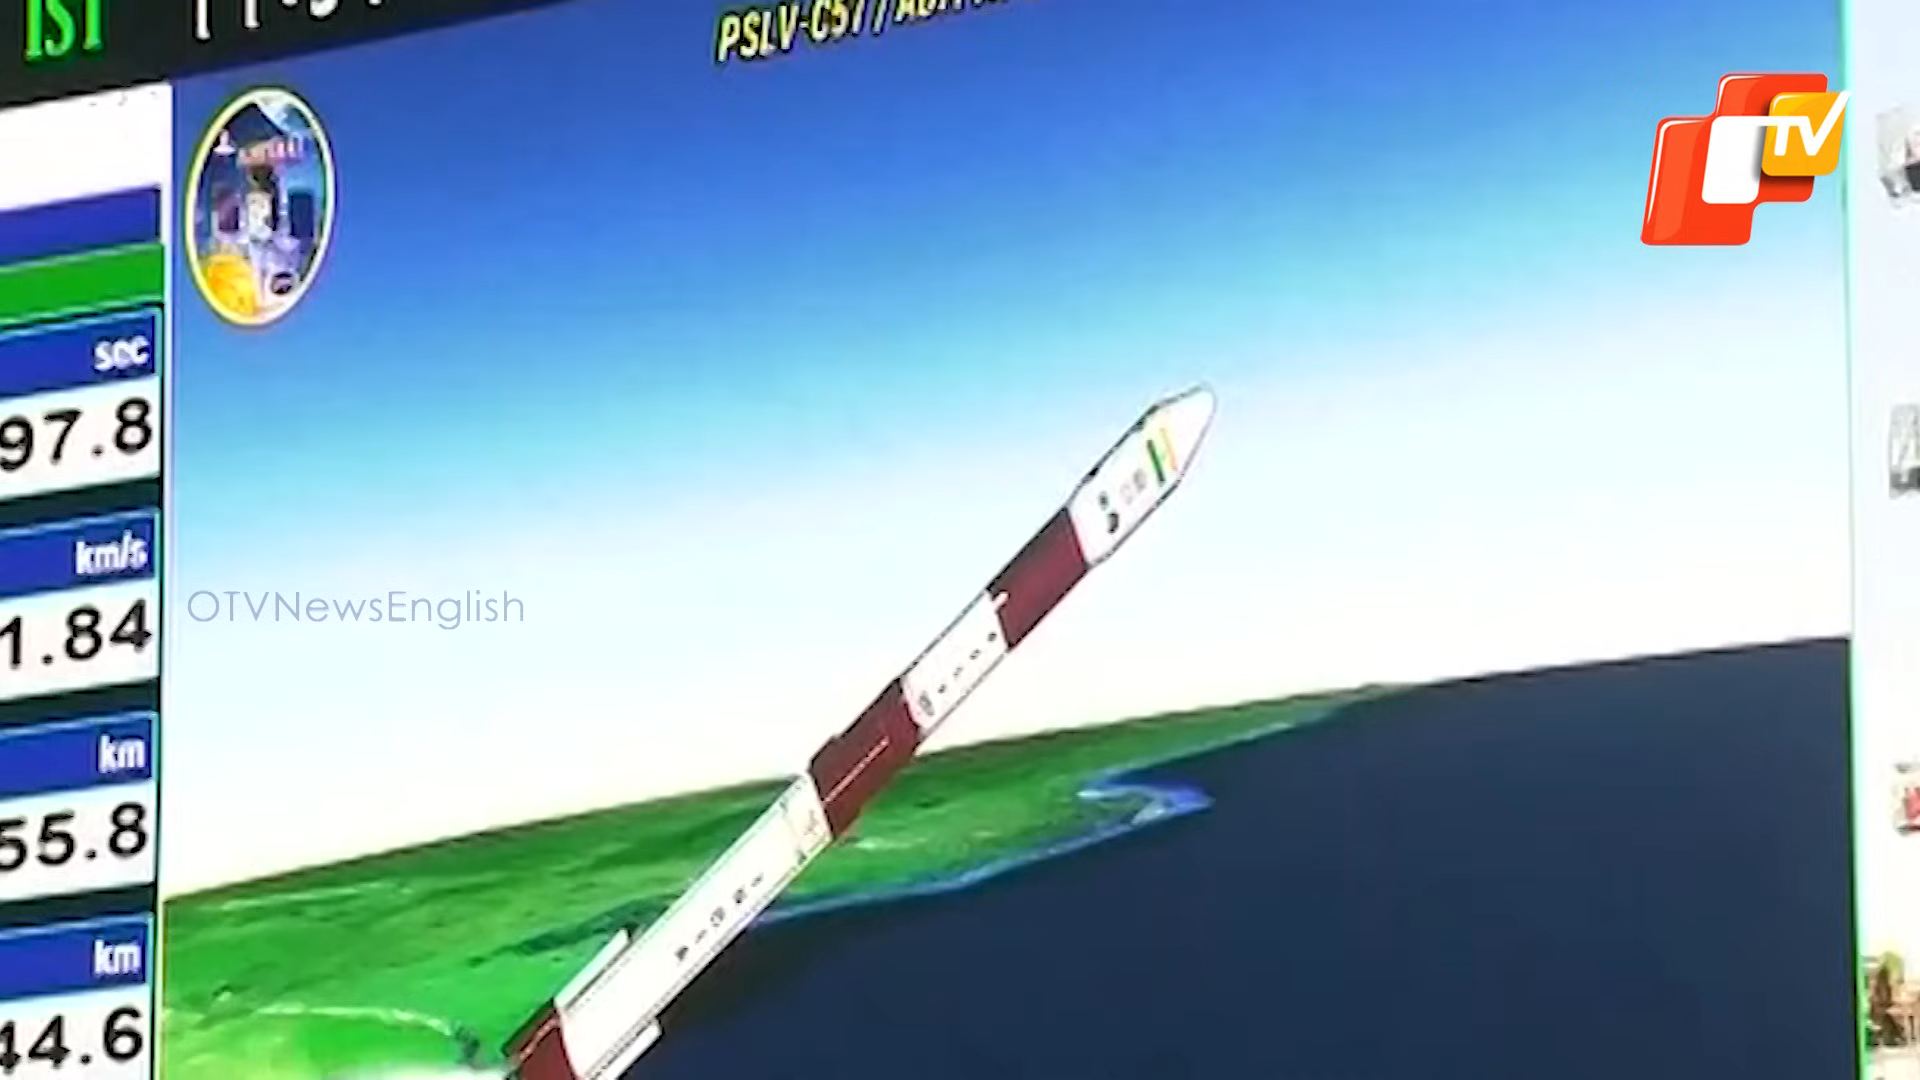 IST
PSLV-C57 /
TV
sec
97.8
km/s
1.84
OTVNewsEnglish
km
55.8
km
44.6